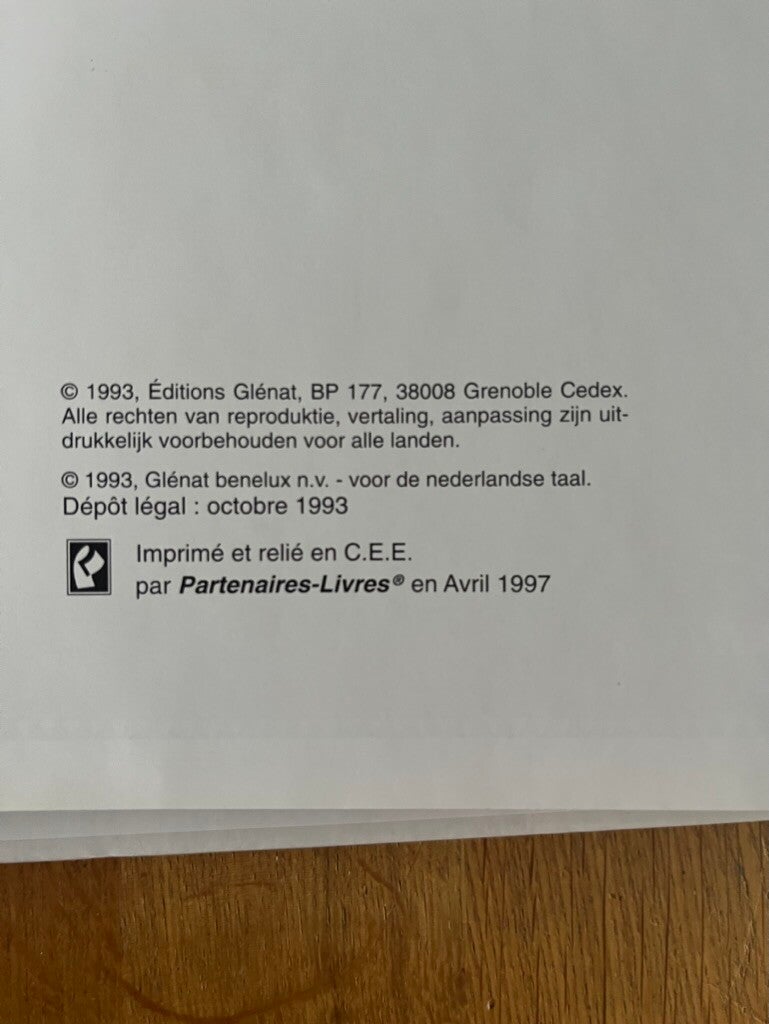 © 1993, Éditions Glénat, BP 177, 38008 Grenoble Cedex.
Alle rechten van reproduktie, vertaling, aanpassing zijn uit-
drukkelijk voorbehouden voor alle landen.
© 1993, Glénat benelux n.v. - voor de nederlandse taal.
Dépôt légal : octobre 1993
Imprimé et relié en C.E.E.
par Partenaires-Livres® en Avril 1997